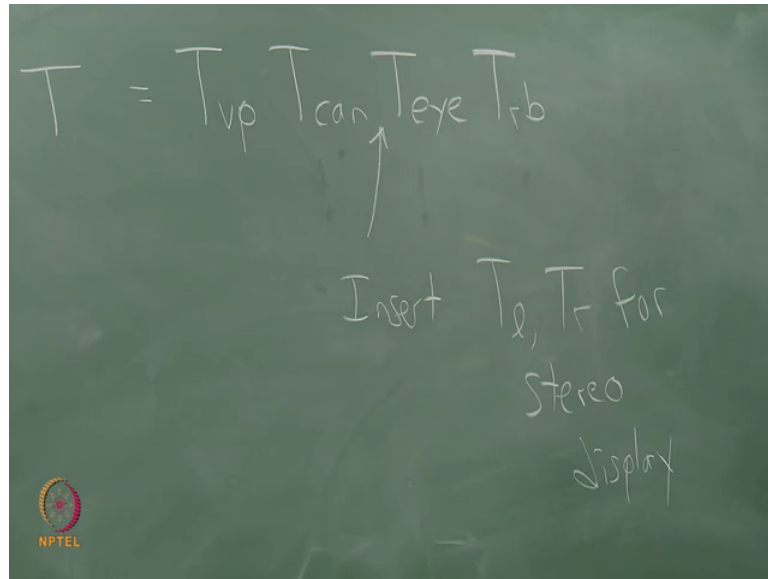 T = Tvp Tcan Teye Trb
Insert Tl, Tr for
stereo
display
NPTEL